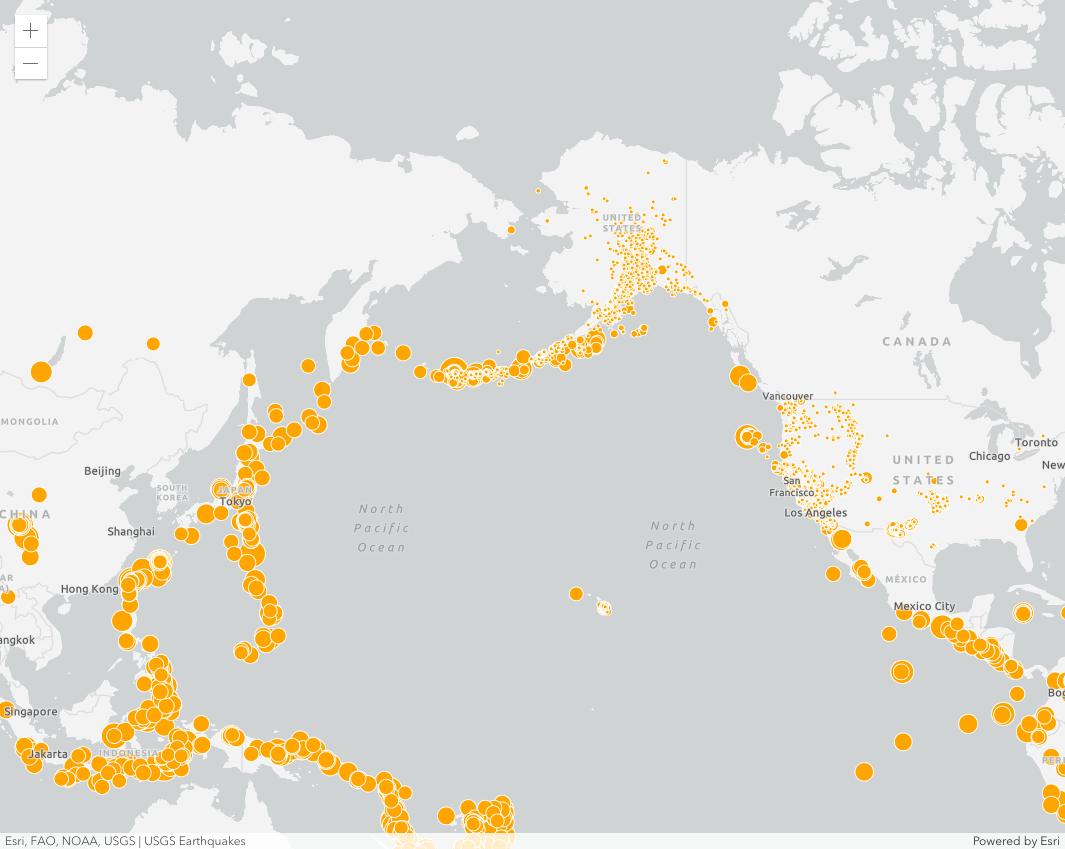 +
−
UNITED
STATES
CANADA
Vancouver
MONGOLIA
Toronto
Chicago
UNITED
STATES
New
Beijing
SOUTH
KOREA
JAPAN
Tokyo
San
Francisco
Los Angeles
CHINA
Shanghai
North
Pacific
Ocean
North
Pacific
Ocean
AR
A)
Hong Kong
MÉXICO
Mexico City
angkok
Bog
Singapore
Jakarta
INDONESIA
PERU
Esri, FAO, NOAA, USGS | USGS Earthquakes
Powered by Esri